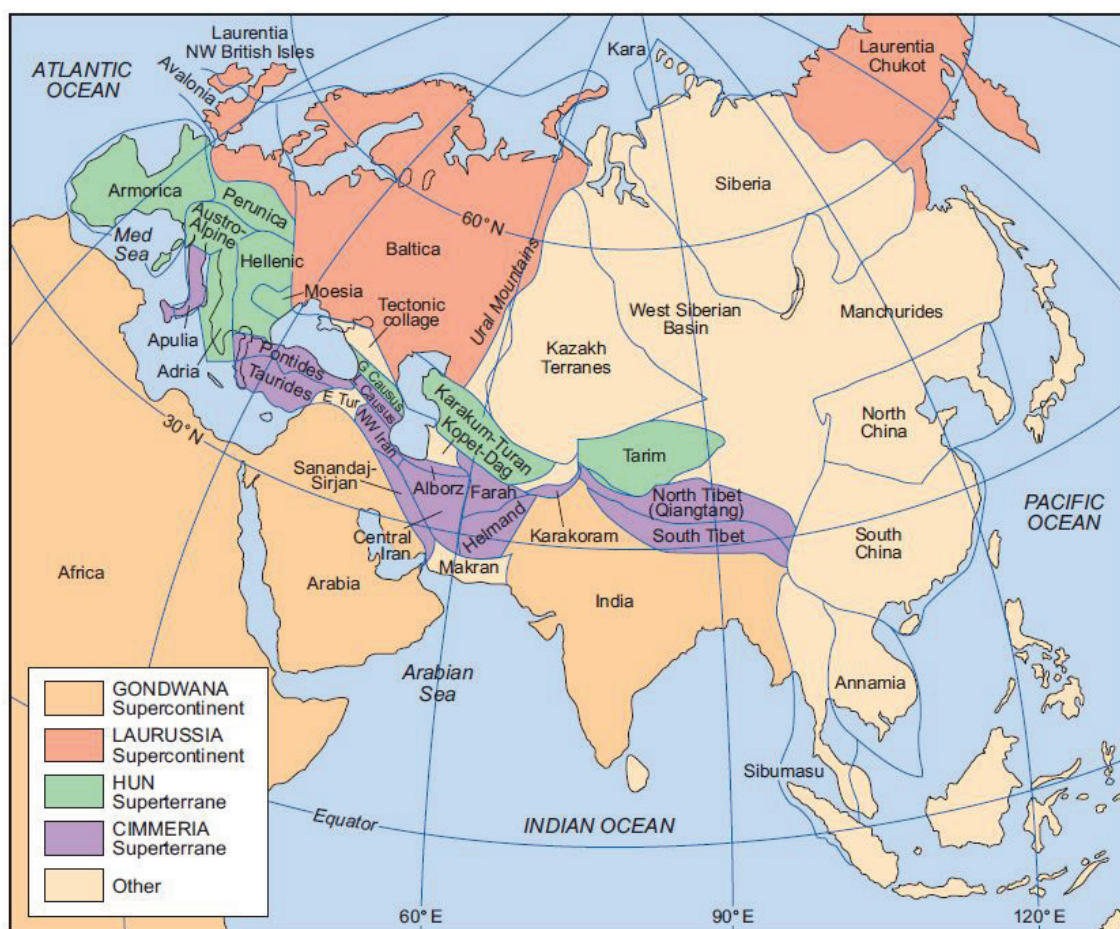 Laurentia
NW British Isles
Kara
Laurentia
Chukot
ATLANTIC
OCEAN
Avalonia
Siberia
Armorica
Perunica
60° N
Austro-
Alpine
Med
Sea
Baltica
Ural Mountains
Hellenic
Moesia
Tectonic
collage
West Siberian
Basin
Manchurides
Apulia
Kazakh
Terranes
Adria
Pontides
Taurides
G Causus
Causus
E Tur
NW Iran
Karakum-Turan
Kopet-Dag
North
China
30° N
Tarim
Sanandaj-
Sirjan
Alborz
Farah
North Tibet
(Qiangtang)
PACIFIC
OCEAN
Helmand
Karakoram
South Tibet
South
China
Central
Iran
Makran
Africa
Arabia
India
Arabian
Sea
Annamia
GONDWANA
Supercontinent
LAURUSSIA
Supercontinent
HUN
Superterrane
CIMMERIA
Superterrane
Other
Sibumasu
Equator
INDIAN OCEAN
60° E
90° E
120° E